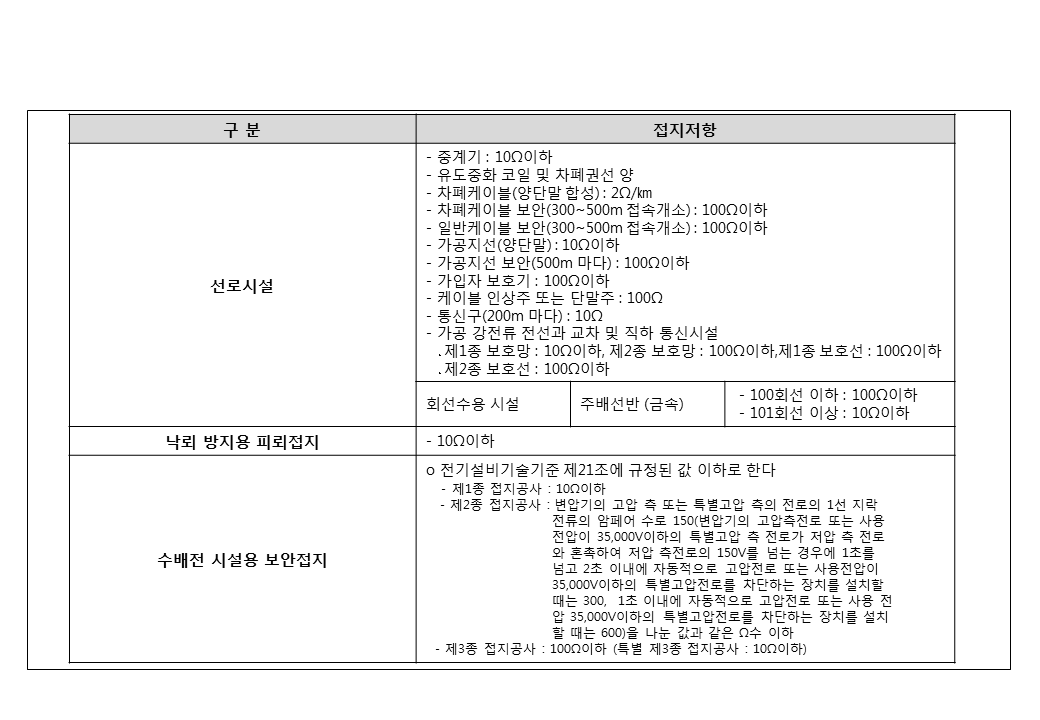 구 분
접지저항
선로시설
- 중계기 : 10Ω이하
- 유도중화 코일 및 차폐권선 양
- 차폐케이블(양단말 합성) : 2Ω/㎞
- 차폐케이블 보안(300~500m 접속개소) : 100Ω이하
- 일반케이블 보안(300~500m 접속개소) : 100Ω이하
- 가공지선(양단말) : 10Ω이하
- 가공지선 보안(500m 마다) : 100Ω이하
- 가입자 보호기 : 100Ω이하
- 케이블 인상주 또는 단말주 : 100Ω
- 통신구(200m 마다) : 10Ω
- 가공 강전류 전선과 교차 및 직하 통신시설
. 제1종 보호망 : 10Ω이하, 제2종 보호망 : 100Ω이하,제1종 보호선 : 100Ω이하
. 제2종 보호선 : 100Ω이하
회선수용 시설
주배선반 (금속)
- 100회선 이하 : 100Ω이하
- 101회선 이상 : 10Ω이하
낙뢰 방지용 피뢰접지
- 10Ω이하
수배전 시설용 보안접지
o 전기설비기술기준 제21조에 규정된 값 이하로 한다
- 제1종 접지공사 : 10Ω이하
- 제2종 접지공사 : 변압기의 고압 측 또는 특별고압 측의 전로의 1선 지락
전류의 암페어 수로 150(변압기의 고압측전로 또는 사용
전압이 35,000V이하의 특별고압 측 전로가 저압 측 전로
와 혼촉하여 저압 측전로의 150V를 넘는 경우에 1초를
넘고 2초 이내에 자동적으로 고압전로 또는 사용전압이
35,000V이하의 특별고압전로를 차단하는 장치를 설치할
때는 300, 1초 이내에 자동적으로 고압전로 또는 사용 전
압 35,000V이하의 특별고압전로를 차단하는 장치를 설치
할 때는 600)을 나눈 값과 같은 Ω수 이하
- 제3종 접지공사 : 100Ω이하 (특별 제3종 접지공사 : 10Ω이하)